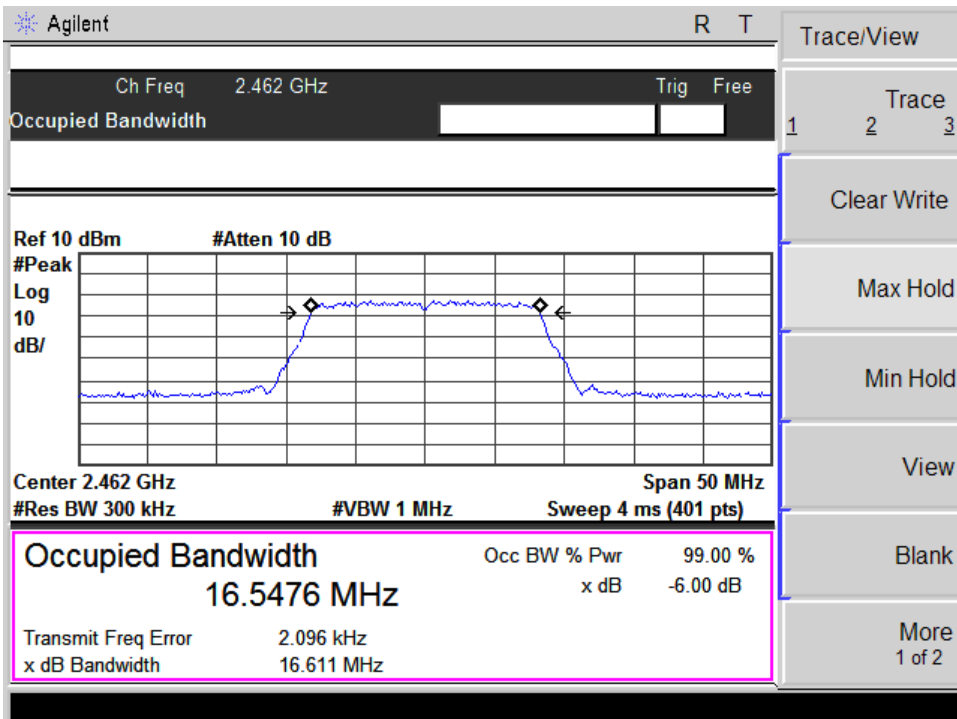 Agilent R T
Trace/View
Ch Freq 2.462 GHz Trig Free
Occupied Bandwidth
Trace
1 2 3
Clear Write
Ref 10 dBm #Atten 10 dB
#Peak
Log
10
dB/
Max Hold
Min Hold
View
Center 2.462 GHz Span 50 MHz
#Res BW 300 kHz #VBW 1 MHz Sweep 4 ms (401 pts)
Occupied Bandwidth Occ BW % Pwr 99.00 %
16.5476 MHz x dB -6.00 dB
Blank
Transmit Freq Error 2.096 kHz
x dB Bandwidth 16.611 MHz
More
1 of 2